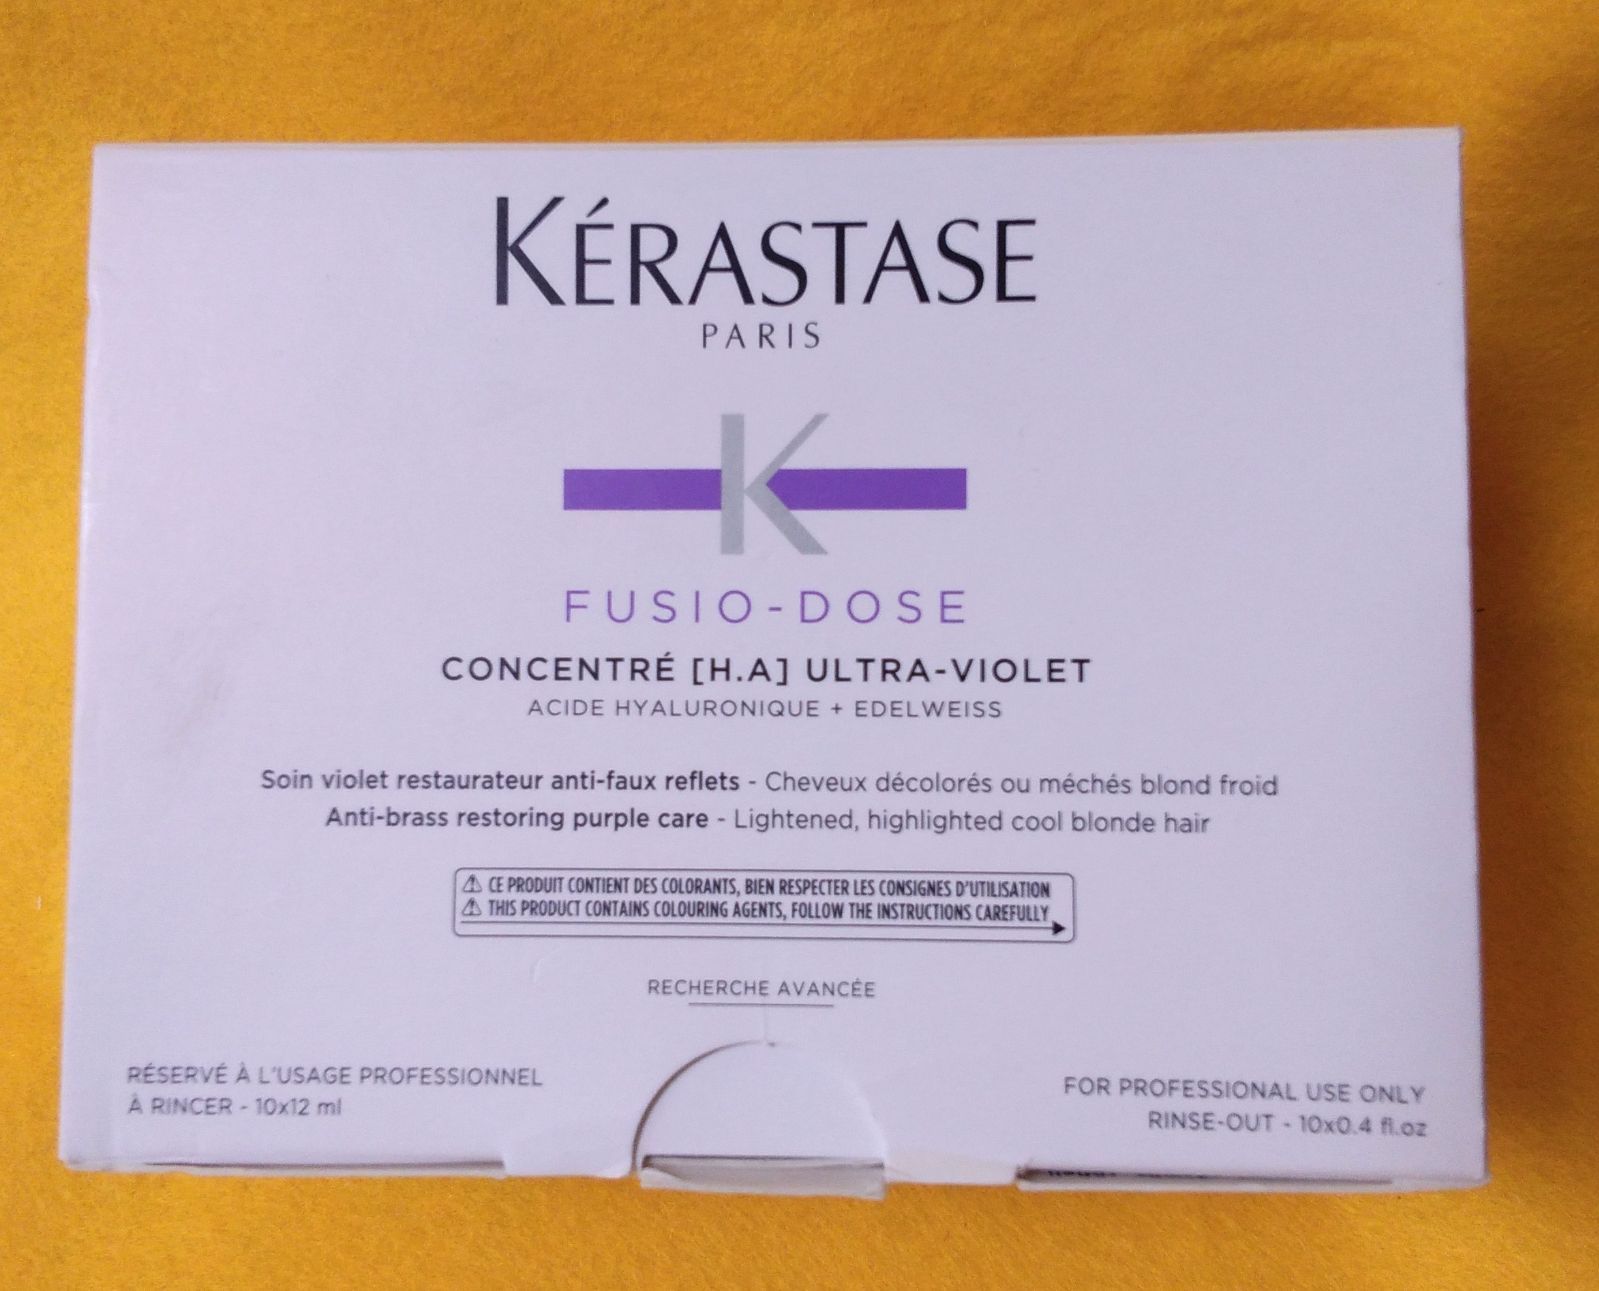 KÉRASTASE
PARIS
K
FUSIO-DOSE
CONCENTRÉ [H.A] ULTRA-VIOLET
ACIDE HYALURONIQUE + EDELWEISS
Soin violet restaurateur anti-faux reflets - Cheveux décolorés ou méchés blond froid
Anti-brass restoring purple care - Lightened, highlighted cool blonde hair
⚠ CE PRODUIT CONTIENT DES COLORANTS, BIEN RESPECTER LES CONSIGNES D'UTILISATION
⚠ THIS PRODUCT CONTAINS COLOURING AGENTS, FOLLOW THE INSTRUCTIONS CAREFULLY
RECHERCHE AVANCÉE
RÉSERVÉ À L'USAGE PROFESSIONNEL
À RINCER - 10x12 ml
FOR PROFESSIONAL USE ONLY
RINSE-OUT - 10x0.4 fl.oz